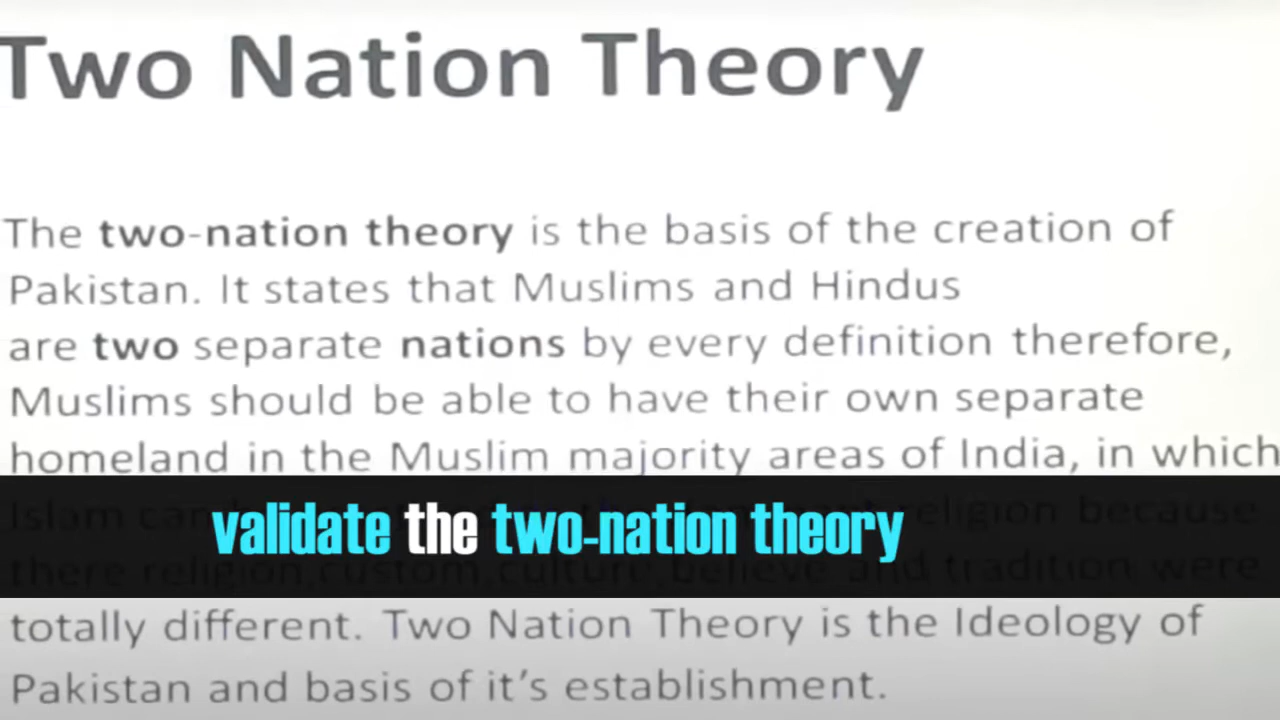 Two Nation Theory
The two-nation theory is the basis of the creation of
Pakistan. It states that Muslims and Hindus
are two separate nations by every definition therefore,
Muslims should be able to have their own separate
homeland in the Muslim majority areas of India, in which
Islam can religion because
validate the two-nation theory
there religion, custom, culture, believe and tradition were
totally different. Two Nation Theory is the Ideology of
Pakistan and basis of it's establishment.